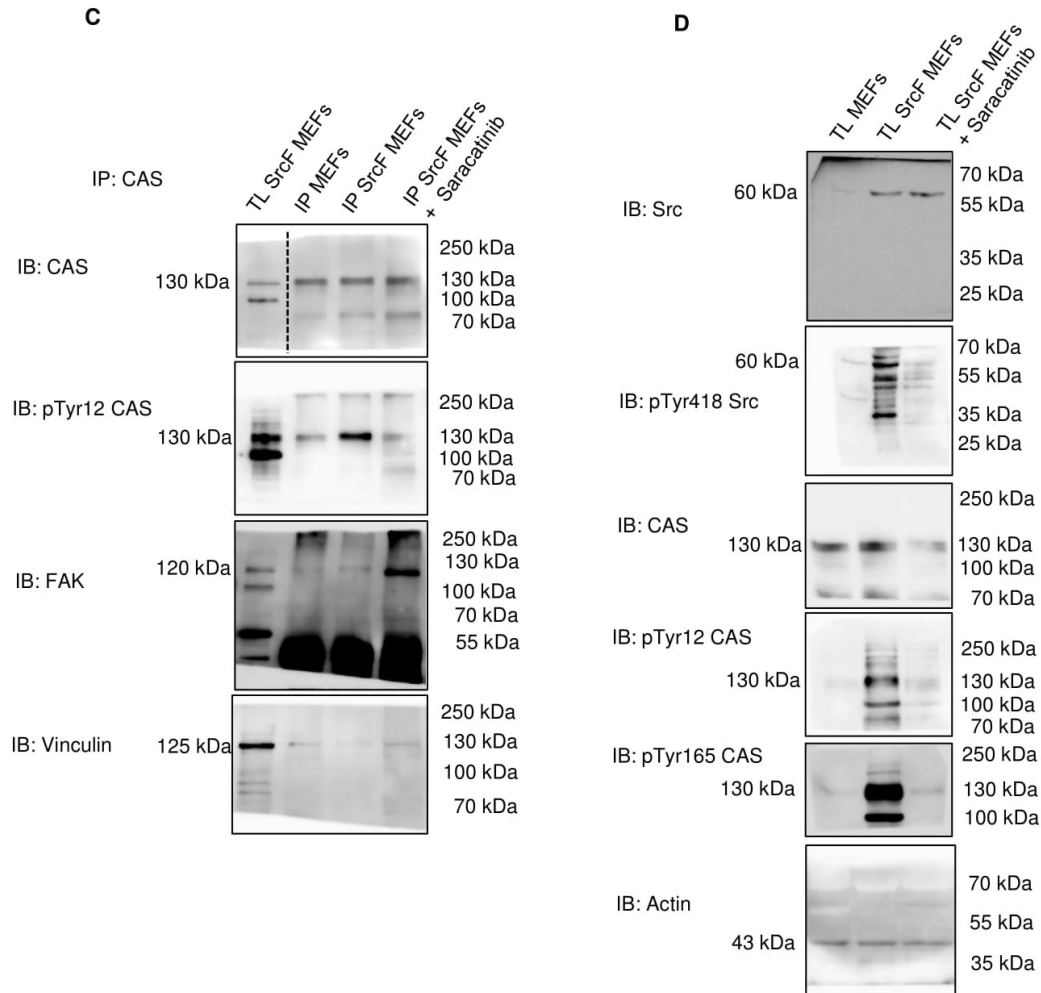 C
IP: CAS
TL SrcF MEFs
IP MEFs
IP SrcF MEFs
IP SrcF MEFs
+ Saracatinib
IB: CAS
130 kDa
250 kDa
130 kDa
100 kDa
70 kDa
IB: pTyr12 CAS
130 kDa
250 kDa
130 kDa
100 kDa
70 kDa
IB: FAK
120 kDa
250 kDa
130 kDa
100 kDa
70 kDa
55 kDa
IB: Vinculin
125 kDa
250 kDa
130 kDa
100 kDa
70 kDa
D
TL MEFs
TL SrcF MEFs
TL SrcF MEFs
+ Saracatinib
IB: Src
60 kDa
70 kDa
55 kDa
35 kDa
25 kDa
IB: pTyr418 Src
60 kDa
70 kDa
55 kDa
35 kDa
25 kDa
IB: CAS
130 kDa
250 kDa
130 kDa
100 kDa
70 kDa
IB: pTyr12 CAS
130 kDa
250 kDa
130 kDa
100 kDa
70 kDa
IB: pTyr165 CAS
130 kDa
250 kDa
130 kDa
100 kDa
IB: Actin
43 kDa
70 kDa
55 kDa
35 kDa